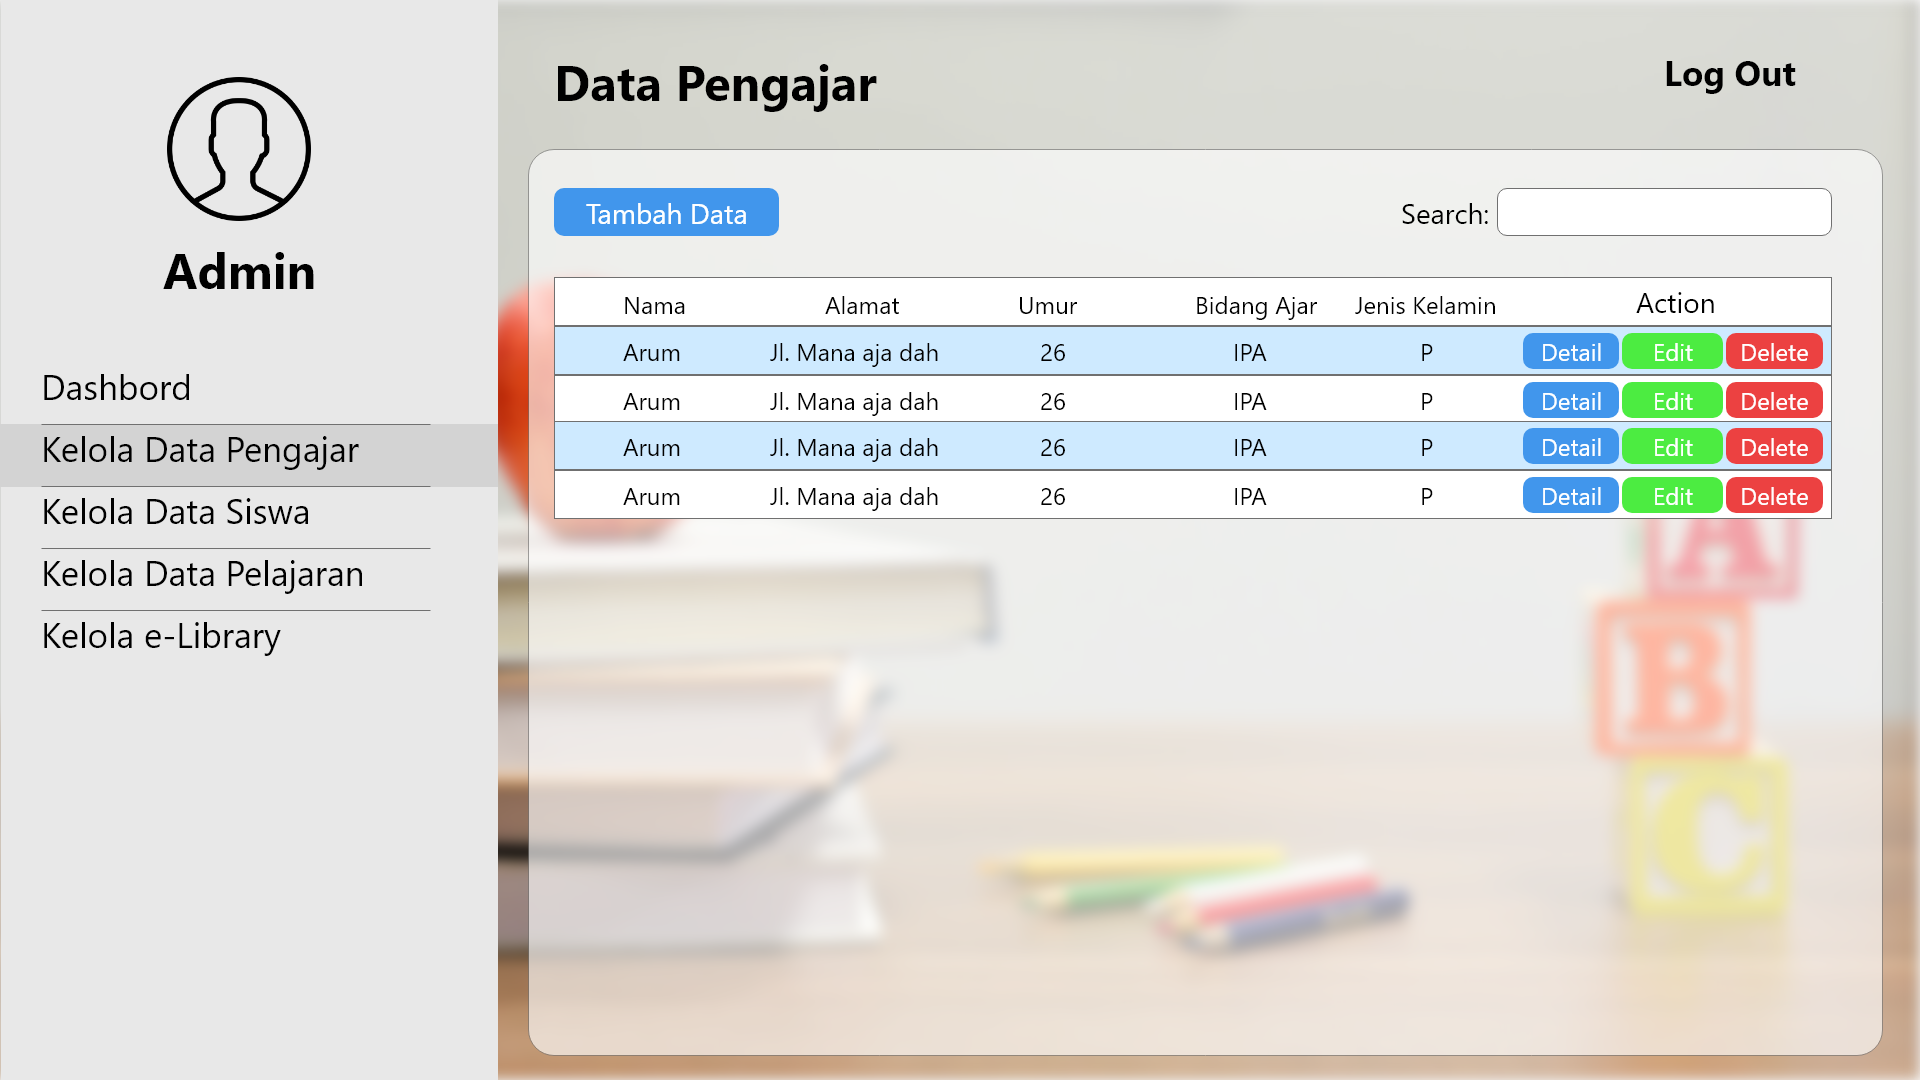 Admin
Dashbord
Kelola Data Pengajar
Kelola Data Siswa
Kelola Data Pelajaran
Kelola e-Library
Data Pengajar
Log Out
Tambah Data
Search:
Nama Alamat Umur Bidang Ajar Jenis Kelamin Action
Arum Jl. Mana aja dah 26 IPA P Detail Edit Delete
Arum Jl. Mana aja dah 26 IPA P Detail Edit Delete
Arum Jl. Mana aja dah 26 IPA P Detail Edit Delete
Arum Jl. Mana aja dah 26 IPA P Detail Edit Delete
A
B
C